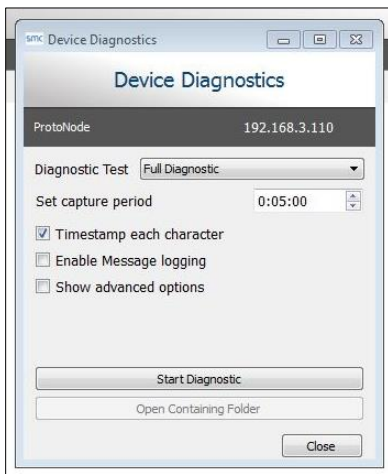 smc Device Diagnostics
Device Diagnostics
ProtoNode 192.168.3.110
Diagnostic Test Full Diagnostic
Set capture period 0:05:00
Timestamp each character
Enable Message logging
Show advanced options
Start Diagnostic
Open Containing Folder
Close